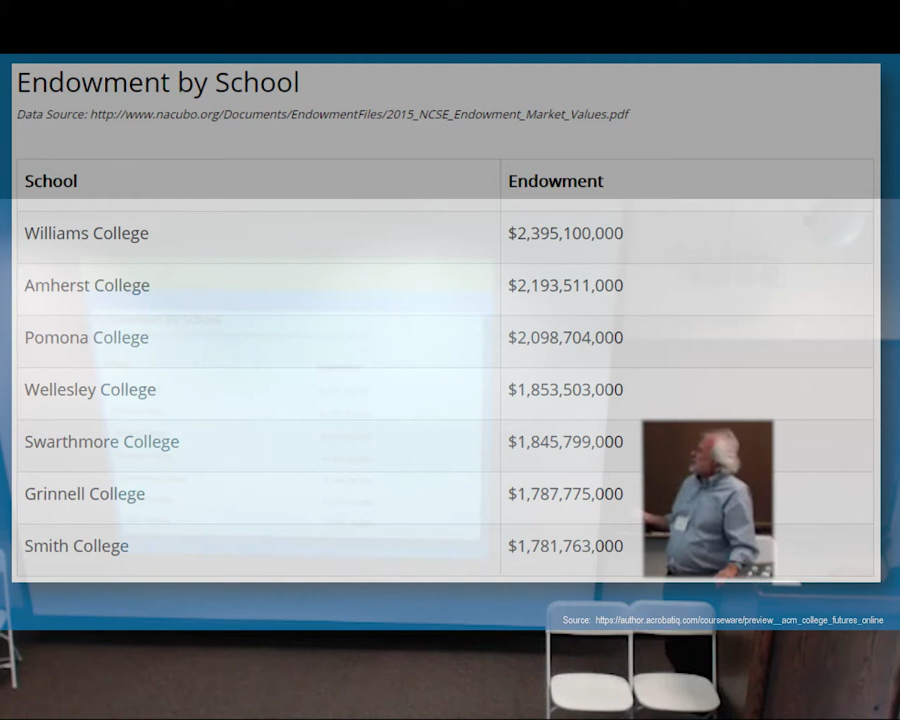 Endowment by School
Data Source: http://www.nacubo.org/Documents/EndowmentFiles/2015_NCSE_Endowment_Market_Values.pdf
School Endowment
Williams College $2,395,100,000
Amherst College $2,193,511,000
Pomona College $2,098,704,000
Wellesley College $1,853,503,000
Swarthmore College $1,845,799,000
Grinnell College $1,787,775,000
Smith College $1,781,763,000
Source: https://author.acrobatiq.com/courseware/preview__acm_college_futures_online